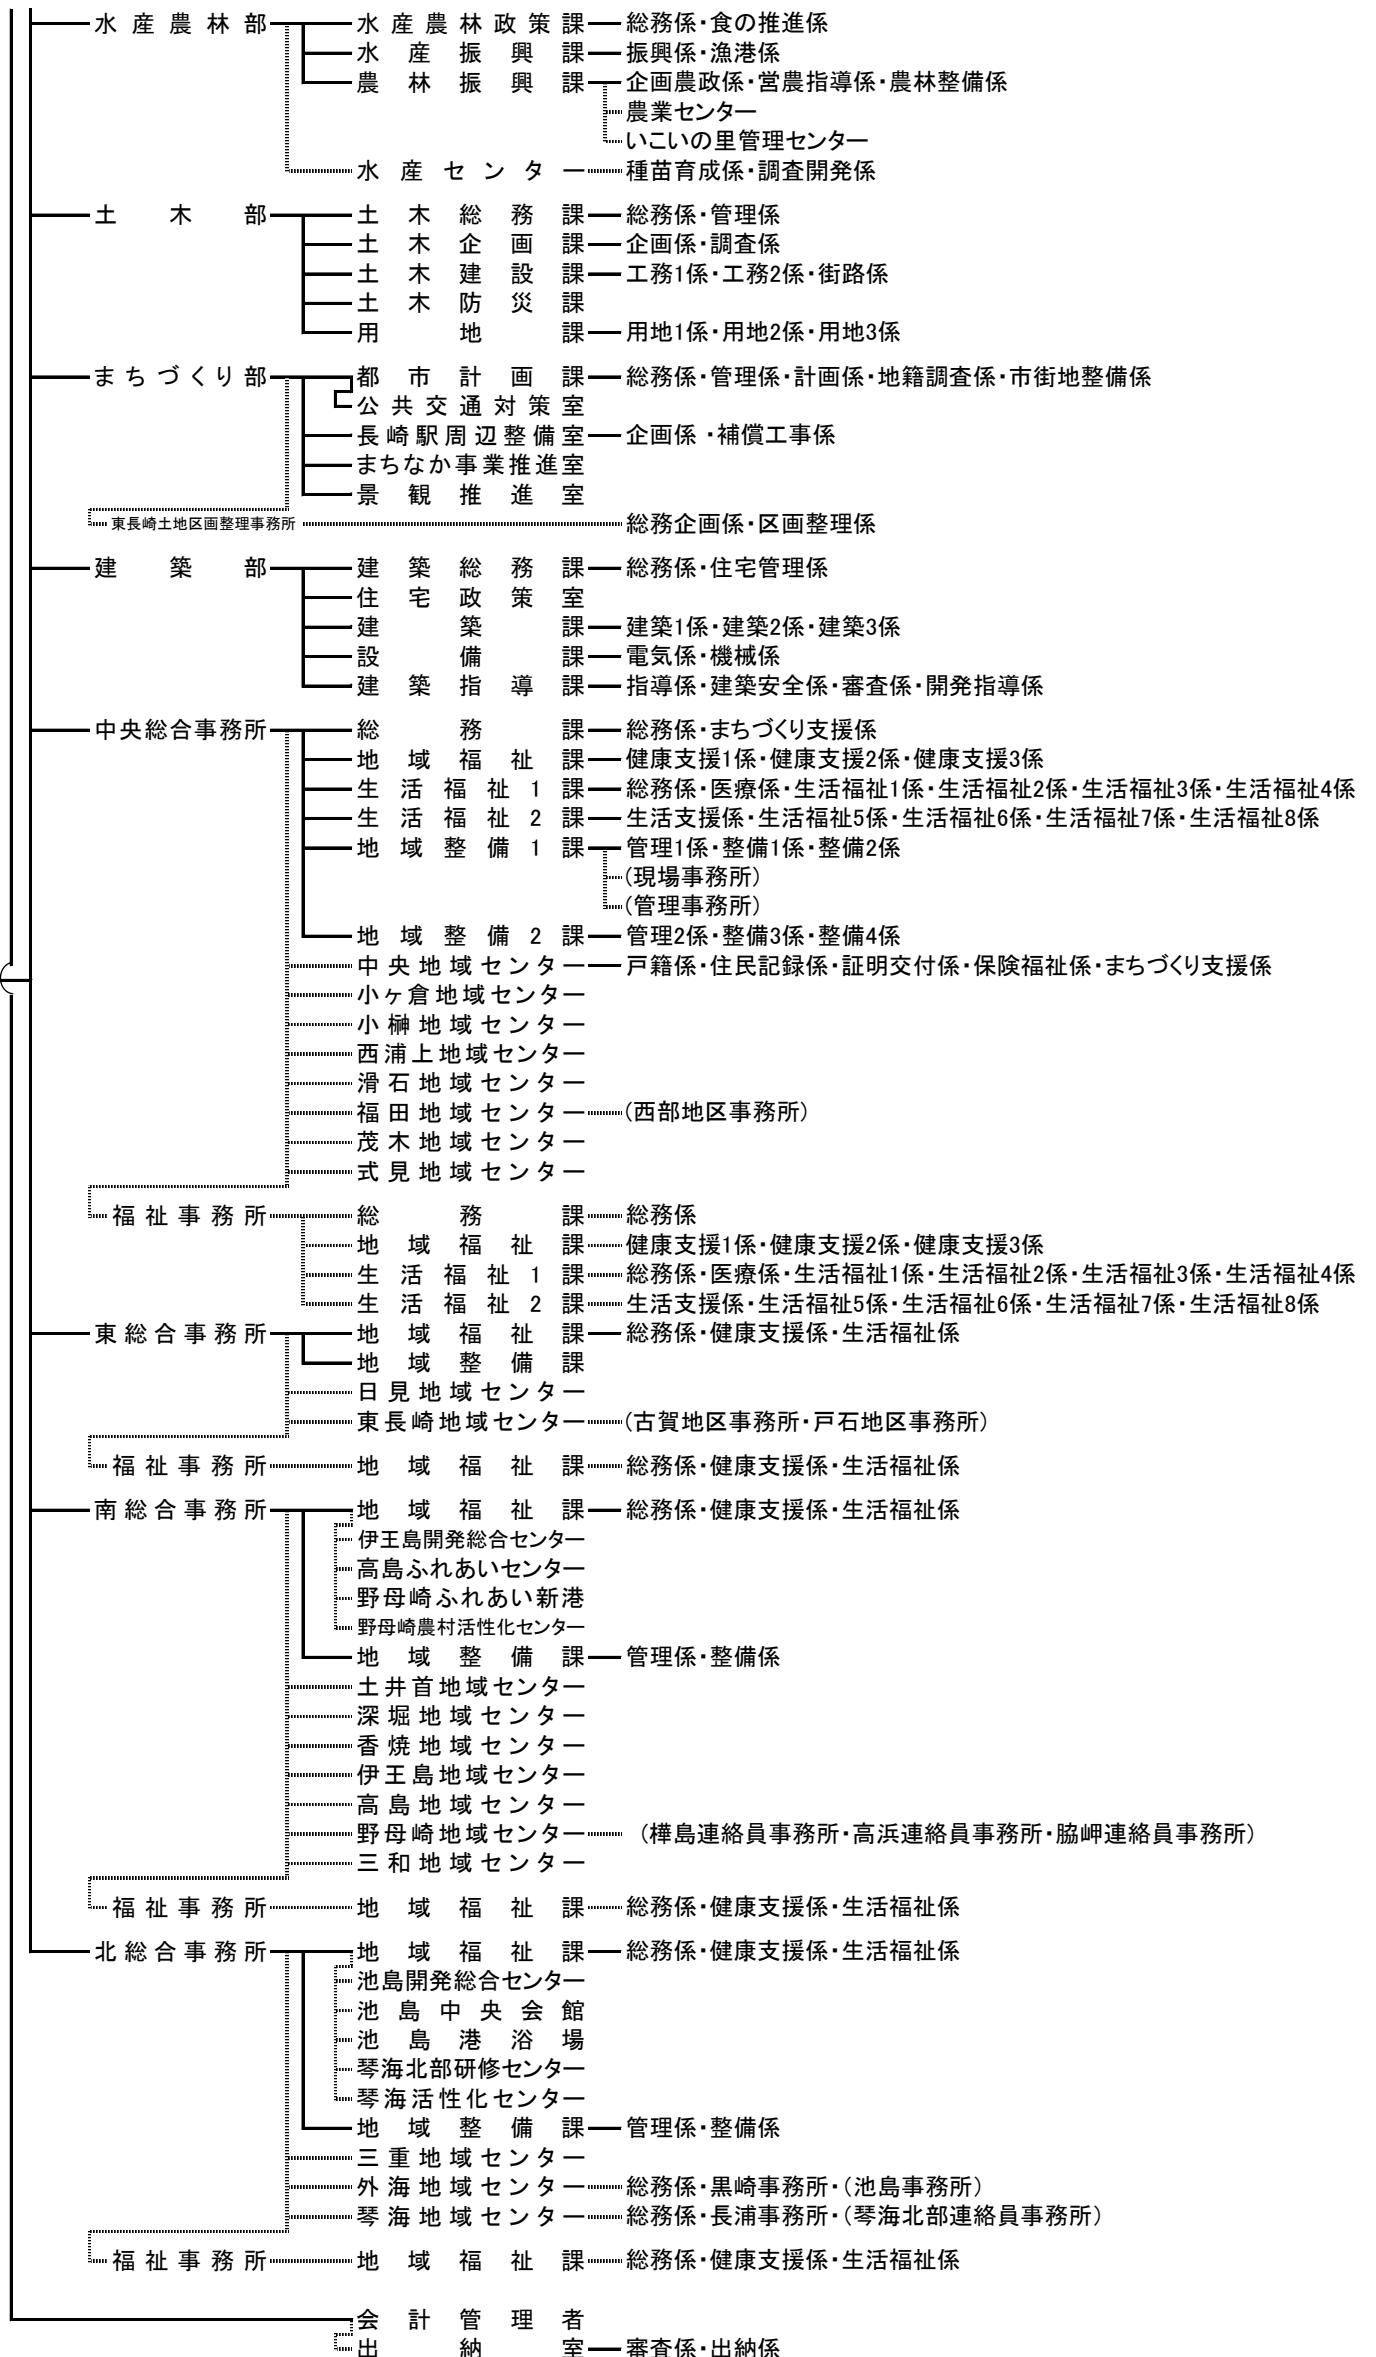 水産農林部 水産農林政策課 総務係・食の推進係
水産振興課 振興係・漁港係
農林振興課 企画農政係・営農指導係・農林整備係
農業センター
いこいの里管理センター
水産センター 種苗育成係・調査開発係
土木部 土木総務課 総務係・管理係
土木企画課 企画係・調査係
土木建設課 工務1係・工務2係・街路係
土木防災課
用地課 用地1係・用地2係・用地3係
まちづくり部 都市計画課 総務係・管理係・計画係・地籍調査係・市街地整備係
公共交通対策室
長崎駅周辺整備室 企画係・補償工事係
まちなか事業推進室
景観推進室
東長崎土地区画整理事務所 総務企画係・区画整理係
建築部 建築総務課 総務係・住宅管理係
住宅政策室
建築課 建築1係・建築2係・建築3係
設備課 電気係・機械係
建築指導課 指導係・建築安全係・審査係・開発指導係
中央総合事務所 総務課 総務係・まちづくり支援係
地域福祉課 健康支援1係・健康支援2係・健康支援3係
生活福祉1課 総務係・医療係・生活福祉1係・生活福祉2係・生活福祉3係・生活福祉4係
生活福祉2課 生活支援係・生活福祉5係・生活福祉6係・生活福祉7係・生活福祉8係
地域整備1課 管理1係・整備1係・整備2係
(現場事務所)
(管理事務所)
地域整備2課 管理2係・整備3係・整備4係
中央地域センター 戸籍係・住民記録係・証明交付係・保険福祉係・まちづくり支援係
小ヶ倉地域センター
小榊地域センター
西浦上地域センター
滑石地域センター
福田地域センター (西部地区事務所)
茂木地域センター
式見地域センター
福祉事務所 総務課 総務係
地域福祉課 健康支援1係・健康支援2係・健康支援3係
生活福祉1課 総務係・医療係・生活福祉1係・生活福祉2係・生活福祉3係・生活福祉4係
生活福祉2課 生活支援係・生活福祉5係・生活福祉6係・生活福祉7係・生活福祉8係
東総合事務所 地域福祉課 総務係・健康支援係・生活福祉係
地域整備課
日見地域センター
東長崎地域センター (古賀地区事務所・戸石地区事務所)
福祉事務所 地域福祉課 総務係・健康支援係・生活福祉係
南総合事務所 地域福祉課 総務係・健康支援係・生活福祉係
伊王島開発総合センター
高島ふれあいセンター
野母崎ふれあい新港
野母崎農村活性化センター
地域整備課 管理係・整備係
土井首地域センター
深堀地域センター
香焼地域センター
伊王島地域センター
高島地域センター
野母崎地域センター (樺島連絡員事務所・高浜連絡員事務所・脇岬連絡員事務所)
三和地域センター
福祉事務所 地域福祉課 総務係・健康支援係・生活福祉係
北総合事務所 地域福祉課 総務係・健康支援係・生活福祉係
池島開発総合センター
池島中央会館
池島港浴場
琴海北部研修センター
琴海活性化センター
地域整備課 管理係・整備係
三重地域センター
外海地域センター 総務係・黒崎事務所・(池島事務所)
琴海地域センター 総務係・長浦事務所・(琴海北部連絡員事務所)
福祉事務所 地域福祉課 総務係・健康支援係・生活福祉係
会計管理者
出納室 審査係・出納係